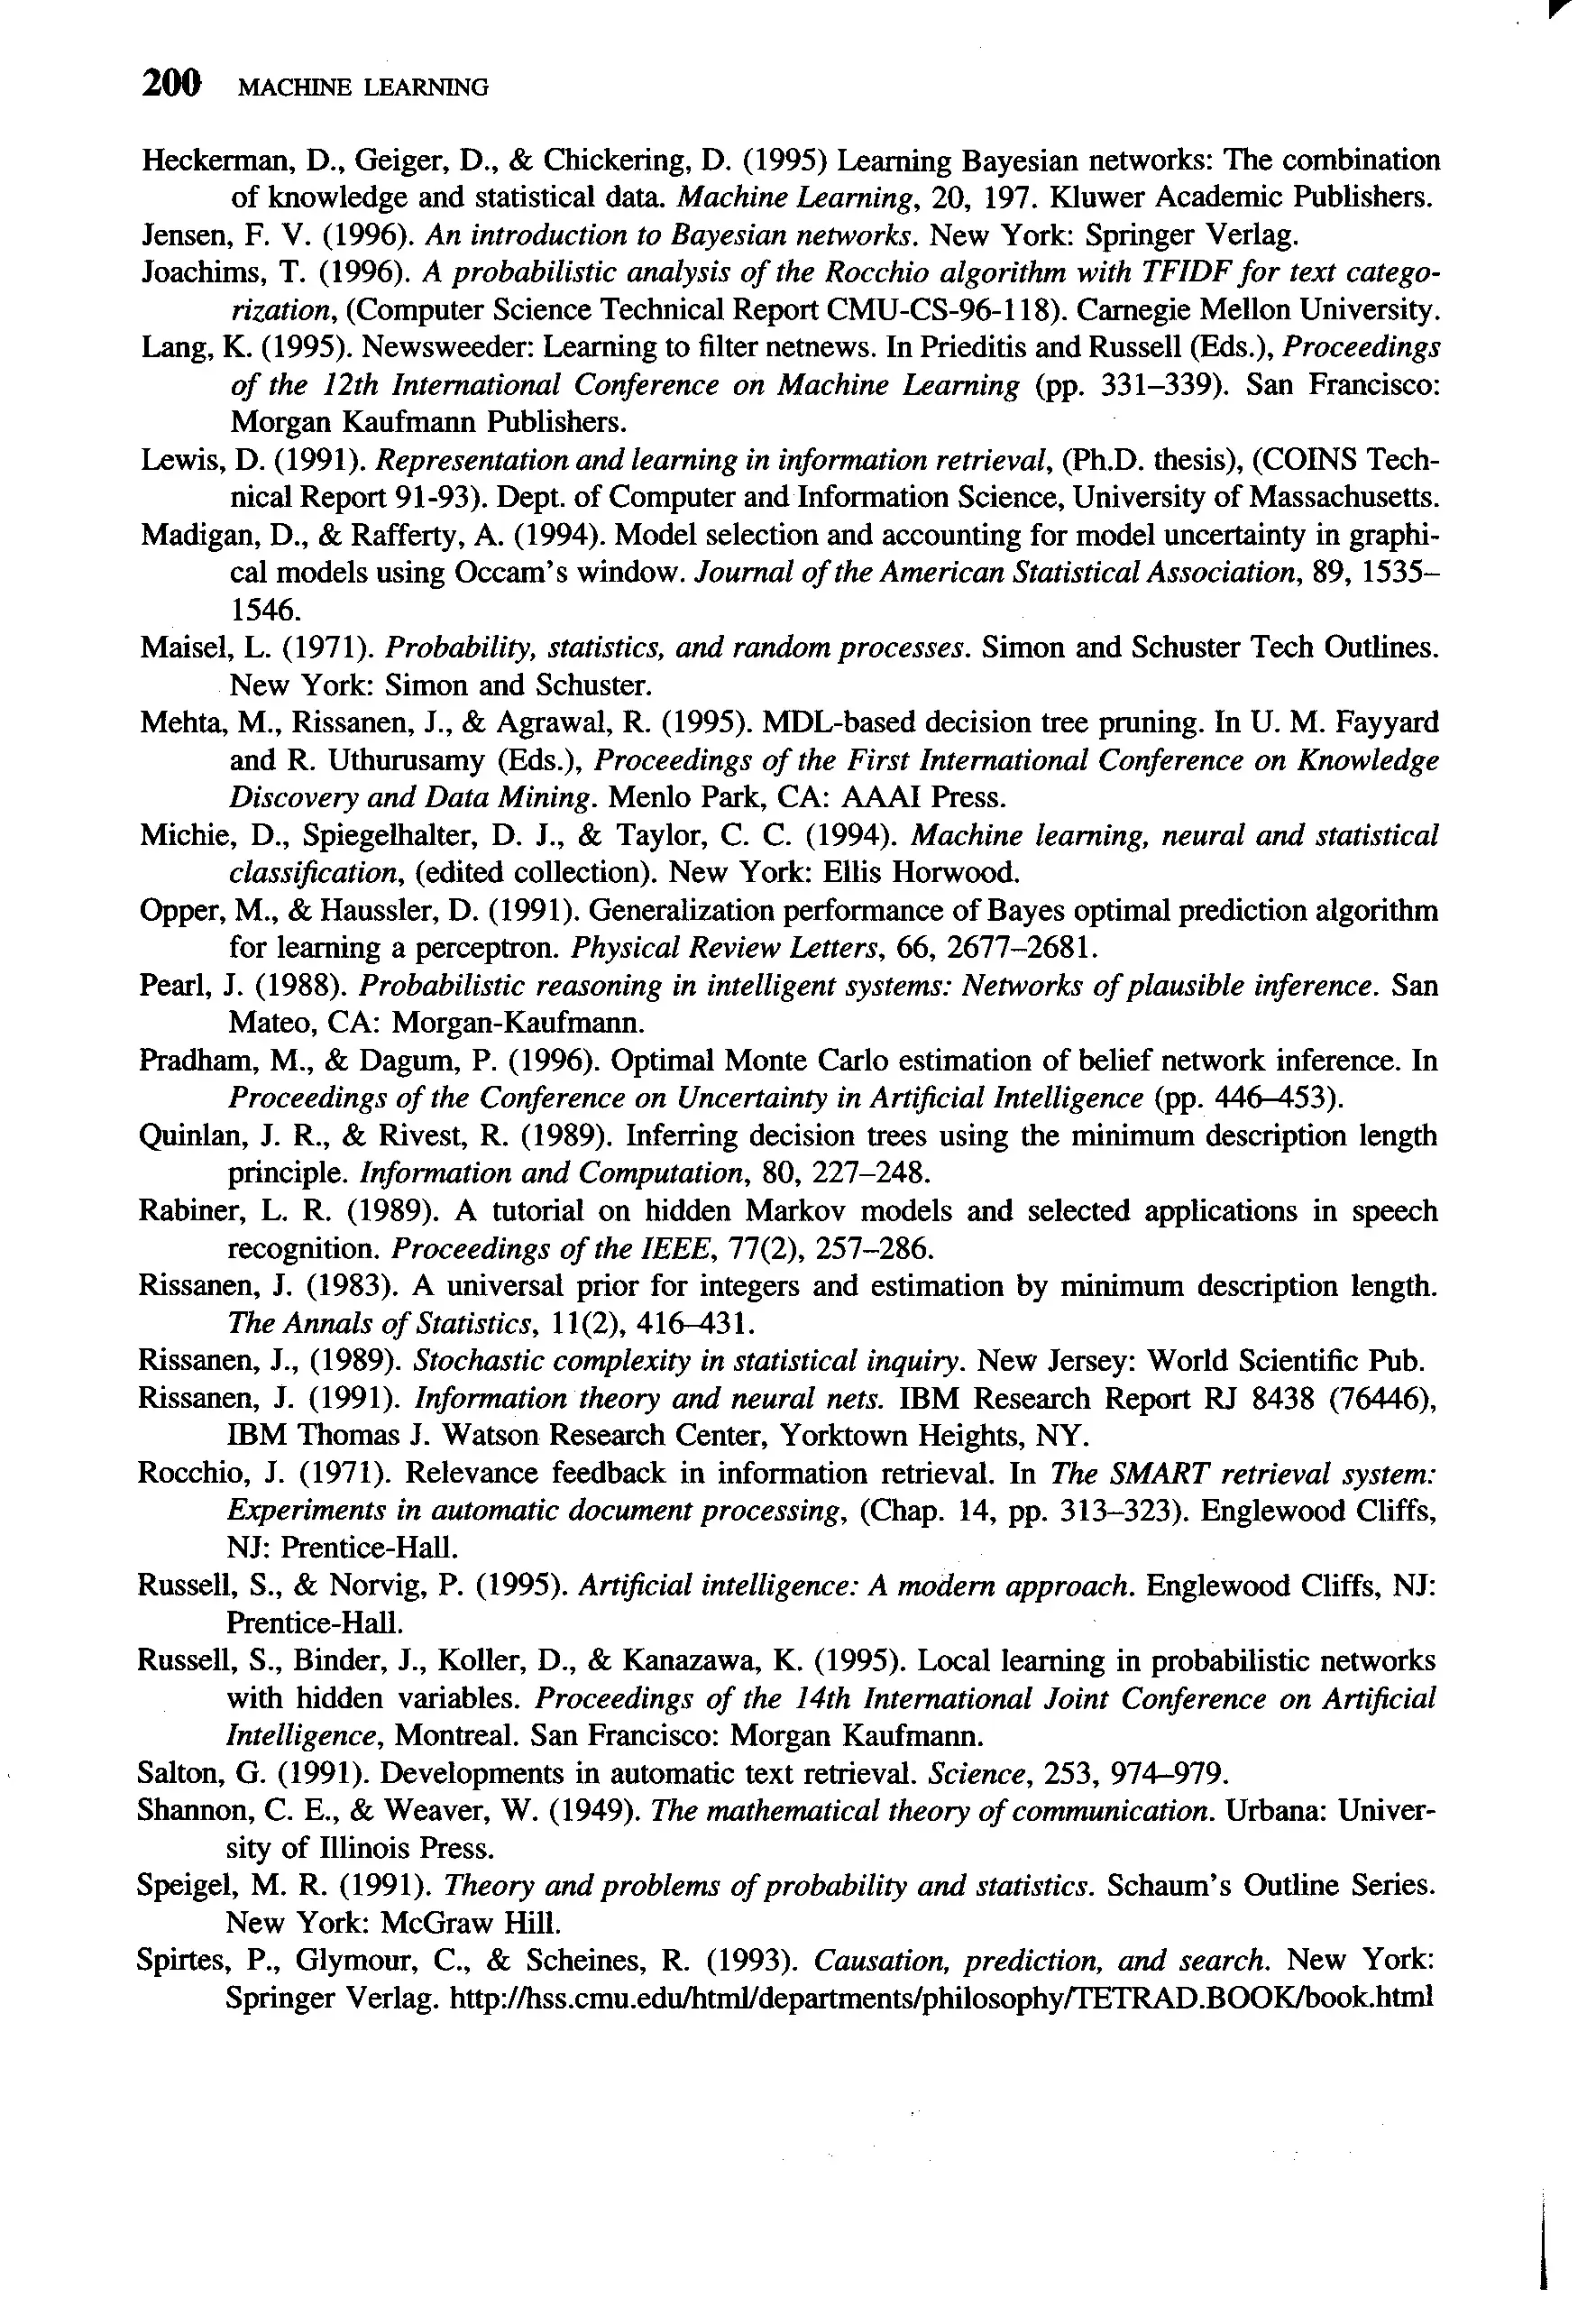 200 MACHINE LEARNING
Heckerman, D., Geiger, D., & Chickering, D. (1995) Learning Bayesian networks: The combination
of knowledge and statistical data. Machine Learning, 20, 197. Kluwer Academic Publishers.
Jensen, F. V. (1996). An introduction to Bayesian networks. New York: Springer Verlag.
Joachims, T. (1996). A probabilistic analysis of the Rocchio algorithm with TFIDF for text catego-
rization, (Computer Science Technical Report CMU-CS-96-118). Carnegie Mellon University.
Lang, K. (1995). Newsweeder: Learning to filter netnews. In Prieditis and Russell (Eds.), Proceedings
of the 12th International Conference on Machine Learning (pp. 331–339). San Francisco:
Morgan Kaufmann Publishers.
Lewis, D. (1991). Representation and learning in information retrieval, (Ph.D. thesis), (COINS Tech-
nical Report 91-93). Dept. of Computer and Information Science, University of Massachusetts.
Madigan, D., & Rafferty, A. (1994). Model selection and accounting for model uncertainty in graphi-
cal models using Occam's window. Journal of the American Statistical Association, 89, 1535–
1546.
Maisel, L. (1971). Probability, statistics, and random processes. Simon and Schuster Tech Outlines.
New York: Simon and Schuster.
Mehta, M., Rissanen, J., & Agrawal, R. (1995). MDL-based decision tree pruning. In U. M. Fayyard
and R. Uthurusamy (Eds.), Proceedings of the First International Conference on Knowledge
Discovery and Data Mining. Menlo Park, CA: AAAI Press.
Michie, D., Spiegelhalter, D. J., & Taylor, C. C. (1994). Machine learning, neural and statistical
classification, (edited collection). New York: Ellis Horwood.
Opper, M., & Haussler, D. (1991). Generalization performance of Bayes optimal prediction algorithm
for learning a perceptron. Physical Review Letters, 66, 2677–2681.
Pearl, J. (1988). Probabilistic reasoning in intelligent systems: Networks of plausible inference. San
Mateo, CA: Morgan-Kaufmann.
Pradham, M., & Dagum, P. (1996). Optimal Monte Carlo estimation of belief network inference. In
Proceedings of the Conference on Uncertainty in Artificial Intelligence (pp. 446–453).
Quinlan, J. R., & Rivest, R. (1989). Inferring decision trees using the minimum description length
principle. Information and Computation, 80, 227–248.
Rabiner, L. R. (1989). A tutorial on hidden Markov models and selected applications in speech
recognition. Proceedings of the IEEE, 77(2), 257–286.
Rissanen, J. (1983). A universal prior for integers and estimation by minimum description length.
The Annals of Statistics, 11(2), 416–431.
Rissanen, J., (1989). Stochastic complexity in statistical inquiry. New Jersey: World Scientific Pub.
Rissanen, J. (1991). Information theory and neural nets. IBM Research Report RJ 8438 (76446),
IBM Thomas J. Watson Research Center, Yorktown Heights, NY.
Rocchio, J. (1971). Relevance feedback in information retrieval. In The SMART retrieval system:
Experiments in automatic document processing, (Chap. 14, pp. 313–323). Englewood Cliffs,
NJ: Prentice-Hall.
Russell, S., & Norvig, P. (1995). Artificial intelligence: A modern approach. Englewood Cliffs, NJ:
Prentice-Hall.
Russell, S., Binder, J., Koller, D., & Kanazawa, K. (1995). Local learning in probabilistic networks
with hidden variables. Proceedings of the 14th International Joint Conference on Artificial
Intelligence, Montreal. San Francisco: Morgan Kaufmann.
Salton, G. (1991). Developments in automatic text retrieval. Science, 253, 974–979.
Shannon, C. E., & Weaver, W. (1949). The mathematical theory of communication. Urbana: Univer-
sity of Illinois Press.
Speigel, M. R. (1991). Theory and problems of probability and statistics. Schaum's Outline Series.
New York: McGraw Hill.
Spirtes, P., Glymour, C., & Scheines, R. (1993). Causation, prediction, and search. New York:
Springer Verlag. http://hss.cmu.edu/html/departments/philosophy/TETRAD.BOOK/book.html